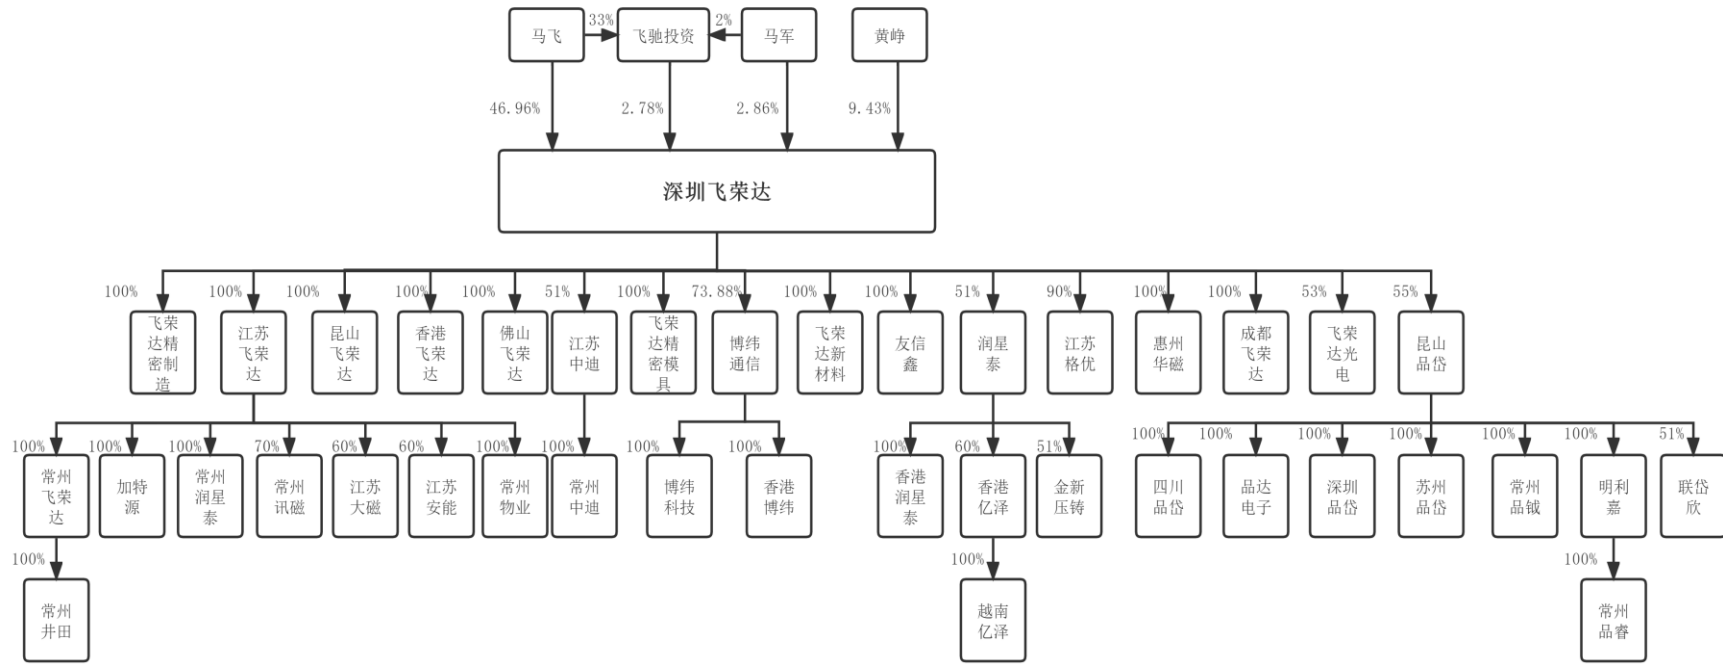 马飞
33%
飞驰投资
2%
马军
黄峥
46.96%
2.78%
2.86%
9.43%
深圳飞荣达
100%
100%
100%
100%
100%
51%
100%
73.88%
100%
100%
51%
90%
100%
100%
53%
55%
飞荣
达精
密制
造
江苏
飞荣
达
昆山
飞荣
达
香港
飞荣
达
佛山
飞荣
达
江苏
中迪
飞荣
达精
密模
具
博纬
通信
飞荣
达新
材料
友信
鑫
润星
泰
江苏
格优
惠州
华磁
成都
飞荣
达
飞荣
达光
电
昆山
品岱
100%
100%
100%
70%
60%
60%
100%
100%
100%
100%
100%
60%
51%
100%
100%
100%
100%
100%
100%
51%
常州
飞荣
达
加特
源
常州
润星
泰
常州
讯磁
江苏
大磁
江苏
安能
常州
物业
常州
中迪
博纬
科技
香港
博纬
香港
润星
泰
香港
亿泽
金新
压铸
四川
品岱
品达
电子
深圳
品岱
苏州
品岱
常州
品钺
明利
嘉
联岱
欣
100%
100%
100%
常州
井田
越南
亿泽
常州
品睿